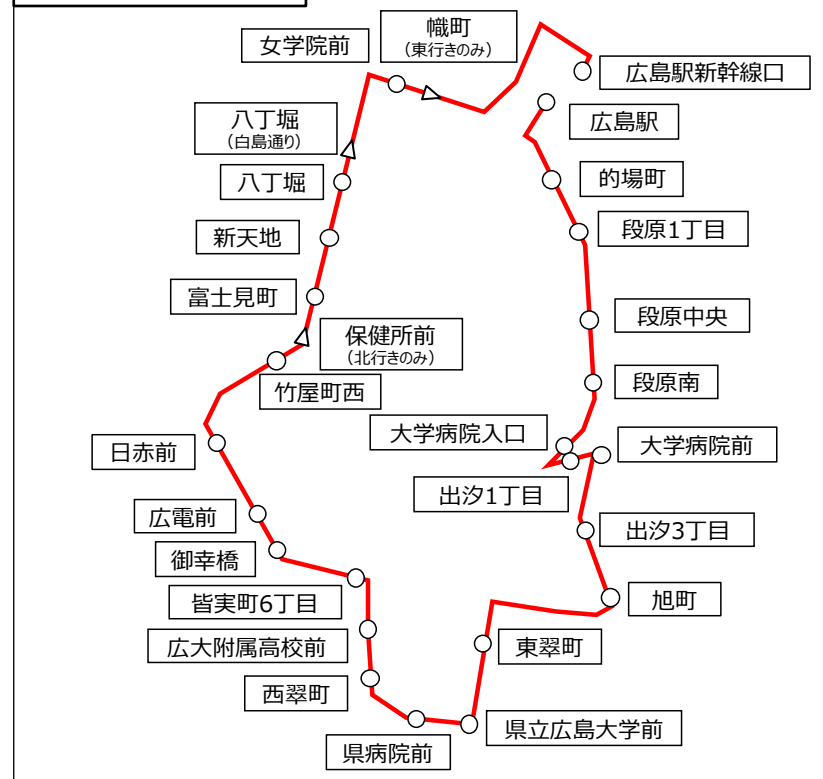 幟町
（東行きのみ）
女学院前
広島駅新幹線口
広島駅
八丁堀
（白島通り）
八丁堀
的場町
新天地
段原1丁目
富士見町
段原中央
保健所前
（北行きのみ）
竹屋町西
段原南
大学病院入口
大学病院前
日赤前
出汐1丁目
広電前
出汐3丁目
御幸橋
皆実町6丁目
旭町
広大附属高校前
東翠町
西翠町
県立広島大学前
県病院前